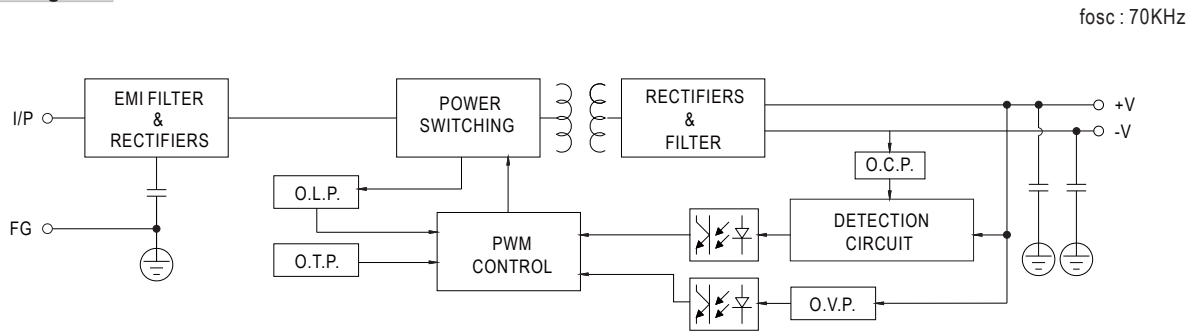 fosc : 70KHz
I/P
EMI FILTER
&
RECTIFIERS
POWER
SWITCHING
RECTIFIERS
&
FILTER
+V
-V
O.C.P.
O.L.P.
FG
DETECTION
CIRCUIT
PWM
CONTROL
O.T.P.
O.V.P.